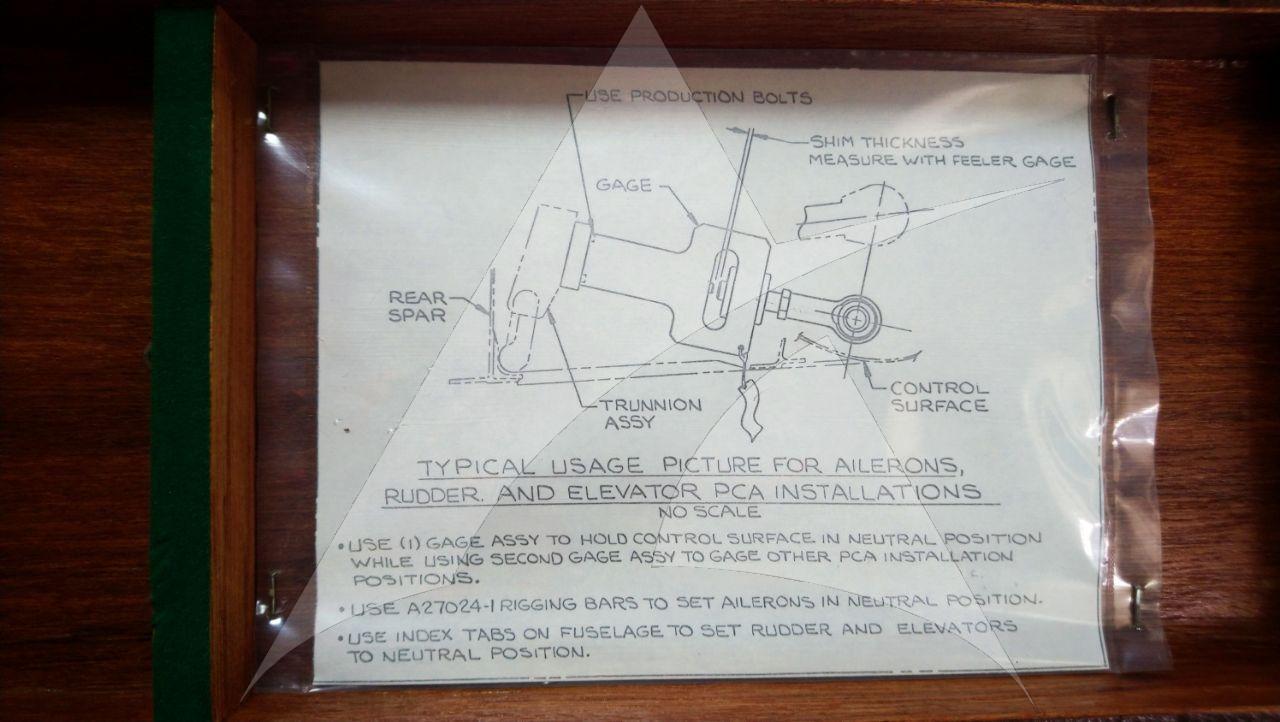 USE PRODUCTION BOLTS
SHIM THICKNESS
MEASURE WITH FEELER GAGE
GAGE
REAR
SPAR
TRUNNION
ASSY
CONTROL
SURFACE
TYPICAL USAGE PICTURE FOR AILERONS,
RUDDER. AND ELEVATOR PCA INSTALLATIONS
NO SCALE
•USE (1) GAGE ASSY TO HOLD CONTROL SURFACE IN NEUTRAL POSITION
WHILE USING SECOND GAGE ASSY TO GAGE OTHER PCA INSTALLATION
POSITIONS.
•USE A27024-1 RIGGING BARS TO SET AILERONS IN NEUTRAL POSITION.
•USE INDEX TABS ON FUSELAGE TO SET RUDDER AND ELEVATORS
TO NEUTRAL POSITION.